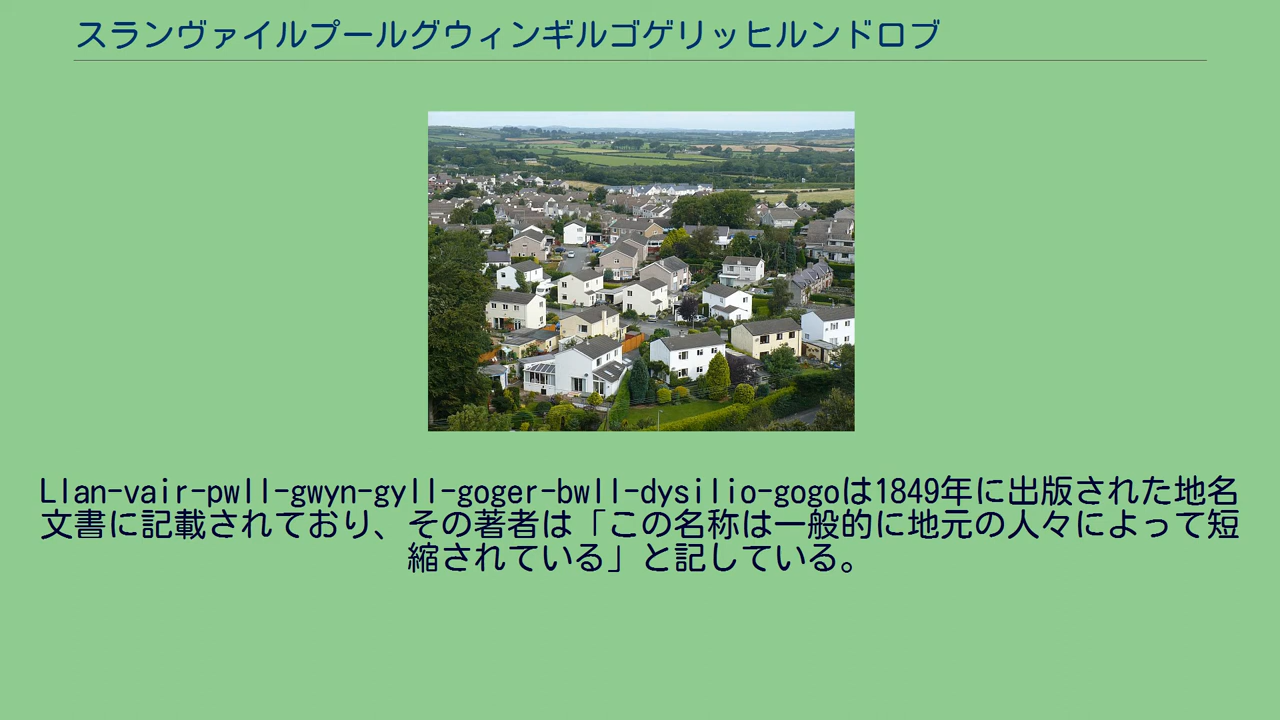 スランヴァイルプールグウィンギルゴゲリッヒルンドロブ
Llan-vair-pwll-gwyn-gyll-goger-bwll-dysilio-gogoは1849年に出版された地名
文書に記載されており、その著者は「この名称は一般的に地元の人々によって短
縮されている」と記している。